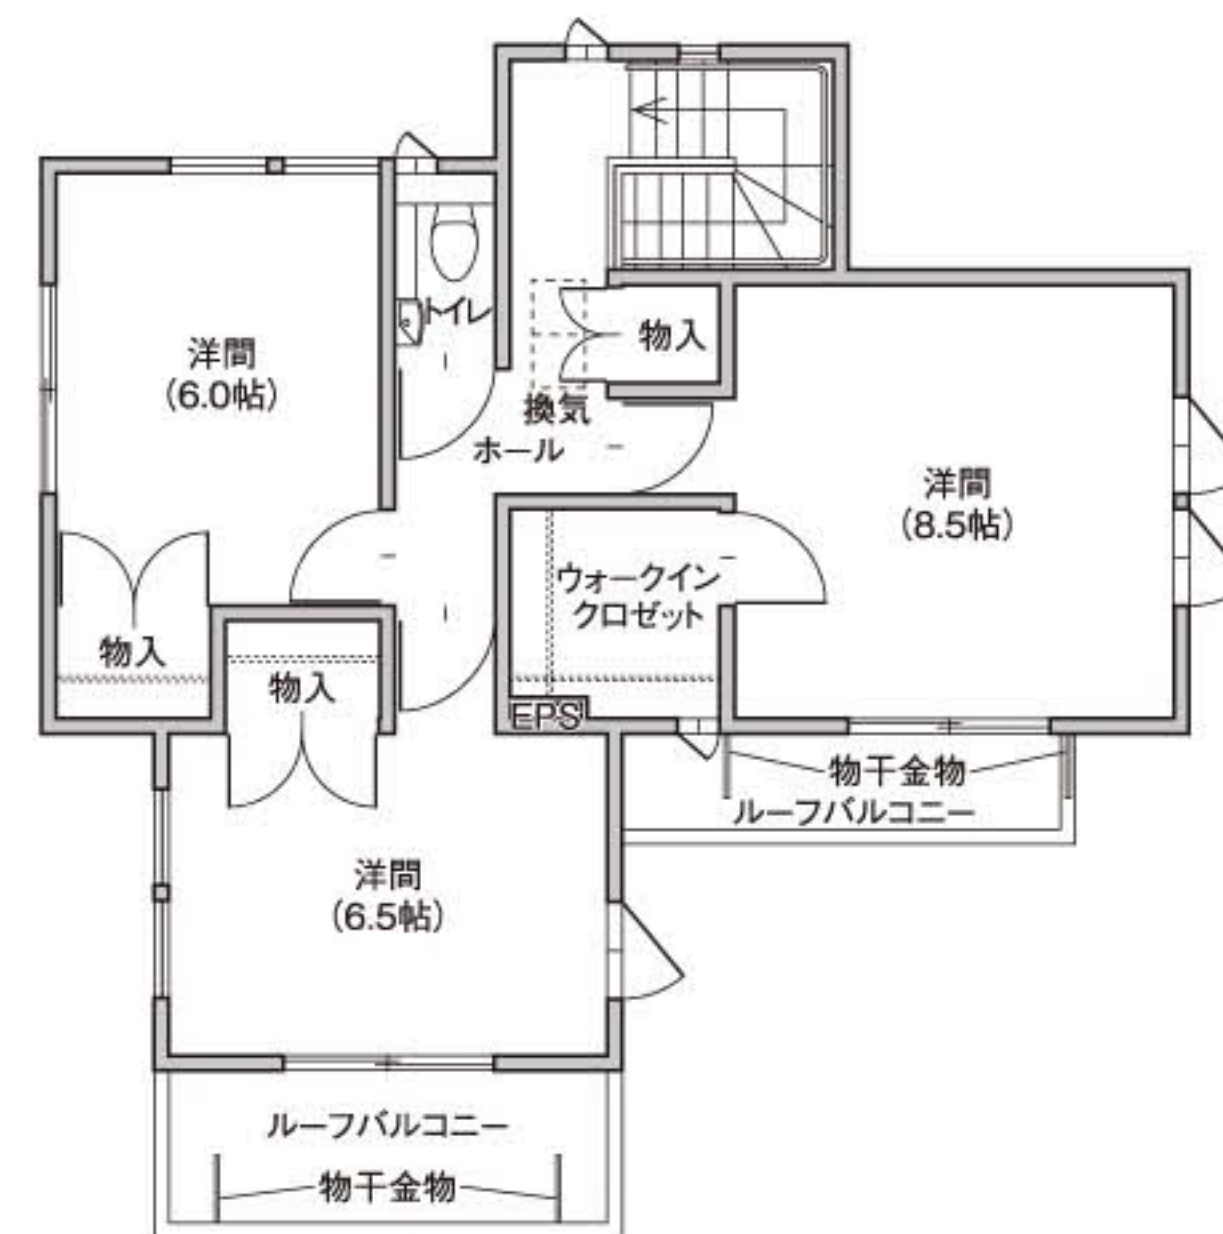 トイレ
洋間
(6.0帖)
物入
換気
ホール
洋間
(8.5帖)
ウォークイン
クロゼット
物入
物入
EPS
物干金物
ルーフバルコニー
洋間
(6.5帖)
ルーフバルコニー
物干金物